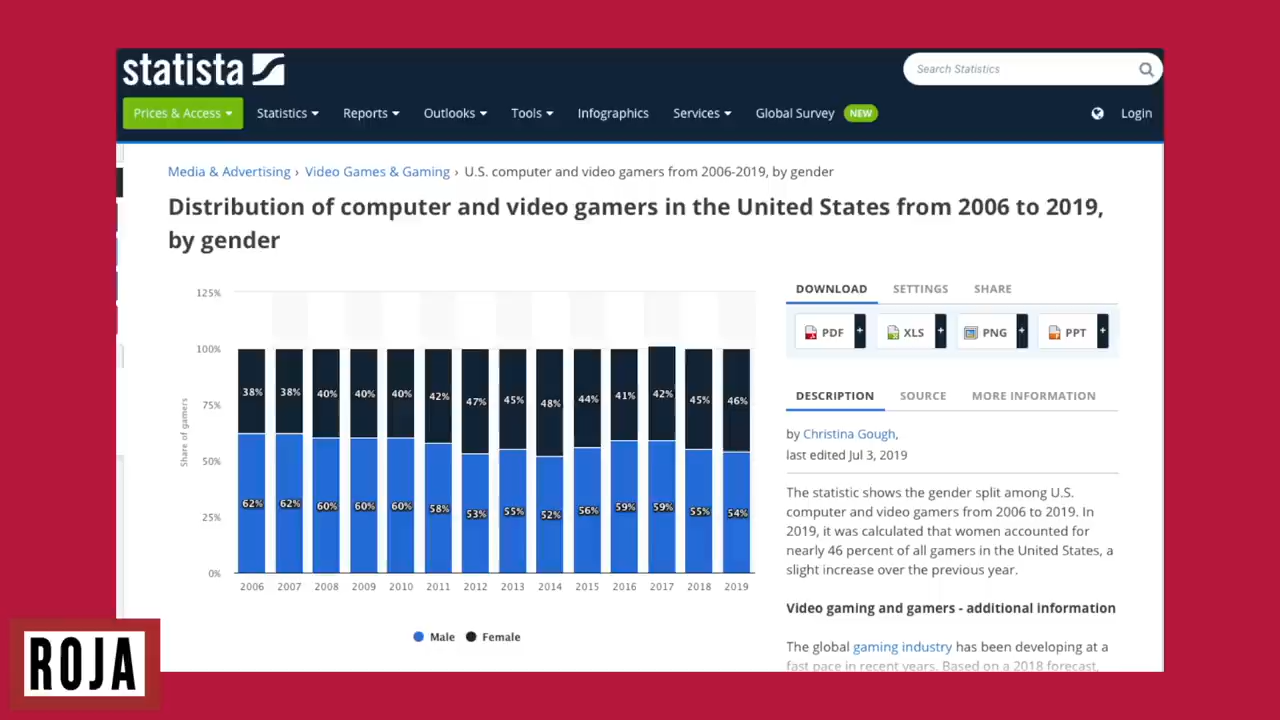 statista
Search Statistics
Prices & Access Statistics Reports Outlooks Tools Infographics Services Global Survey NEW Login
Media & Advertising › Video Games & Gaming › U.S. computer and video gamers from 2006-2019, by gender
Distribution of computer and video gamers in the United States from 2006 to 2019,
by gender
125%
100%
75%
50%
25%
0%
Share of gamers
38% 38% 40% 40% 40% 42% 47% 45% 48% 44% 41% 42% 45% 46%
62% 62% 60% 60% 60% 58% 53% 55% 52% 56% 59% 59% 55% 54%
2006 2007 2008 2009 2010 2011 2012 2013 2014 2015 2016 2017 2018 2019
Male Female
DOWNLOAD SETTINGS SHARE
PDF + XLS + PNG + PPT +
DESCRIPTION SOURCE MORE INFORMATION
by Christina Gough,
last edited Jul 3, 2019
The statistic shows the gender split among U.S.
computer and video gamers from 2006 to 2019. In
2019, it was calculated that women accounted for
nearly 46 percent of all gamers in the United States, a
slight increase over the previous year.
Video gaming and gamers - additional information
The global gaming industry has been developing at a
fast pace in recent years. Based on a 2018 forecast,
ROJA